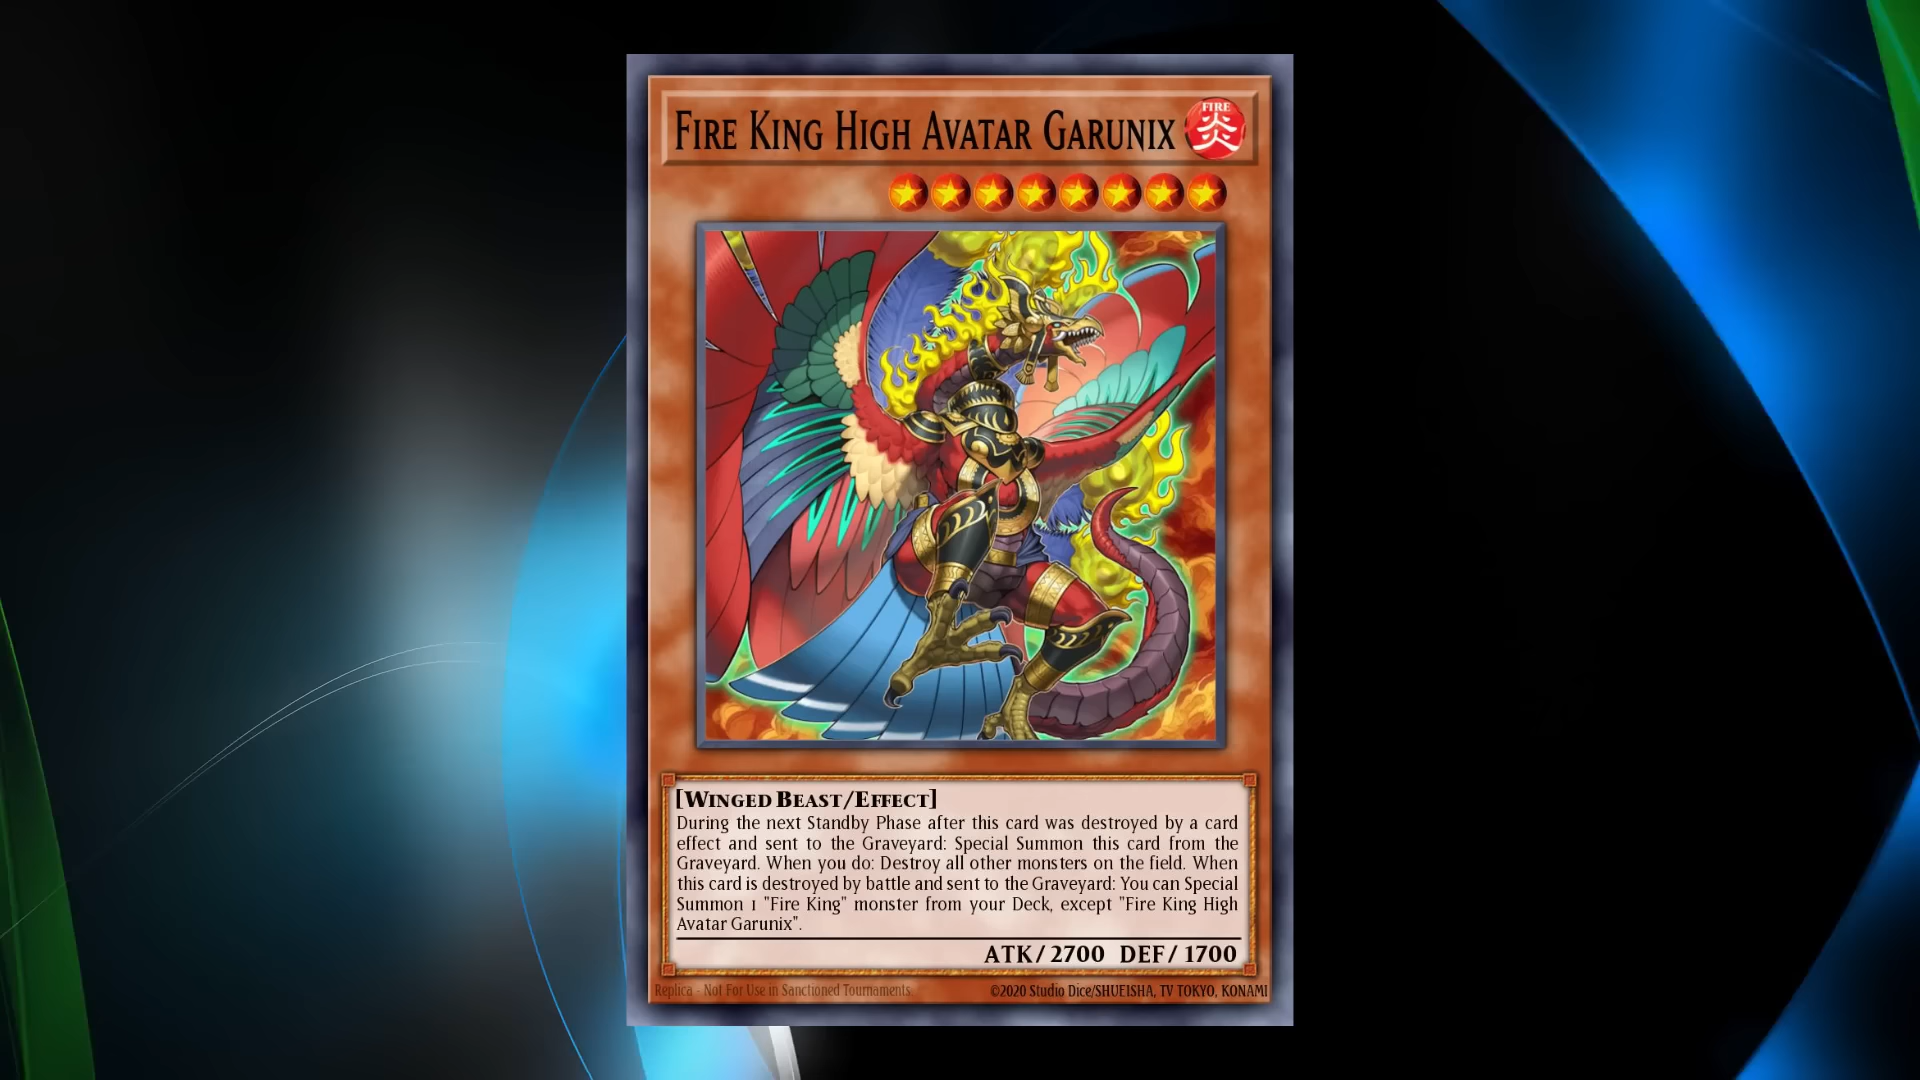 Fire King High Avatar Garunix
FIRE
炎
[Winged Beast/Effect]
During the next Standby Phase after this card was destroyed by a card
effect and sent to the Graveyard: Special Summon this card from the
Graveyard. When you do: Destroy all other monsters on the field. When
this card is destroyed by battle and sent to the Graveyard: You can Special
Summon 1 "Fire King" monster from your Deck, except "Fire King High
Avatar Garunix".
ATK/2700 DEF/1700
Replica - Not For Use in Sanctioned Tournaments
©2020 Studio Dice/SHUEISHA, TV TOKYO, KONAMI